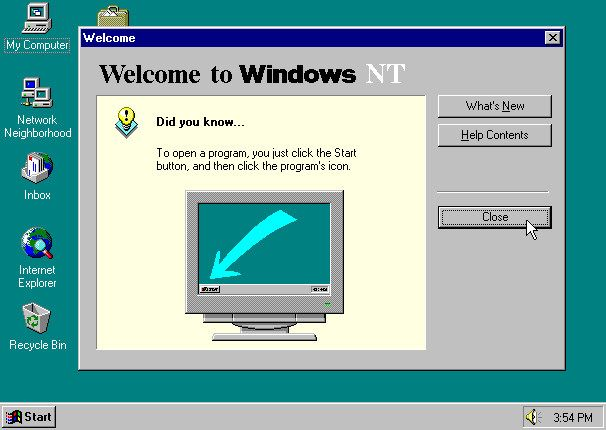 My Computer
Network
Neighborhood
Inbox
Internet
Explorer
Recycle Bin
Welcome
Welcome to Windows NT
Did you know...
To open a program, you just click the Start
button, and then click the program's icon.
What's New
Help Contents
Close
Start
3:54 PM